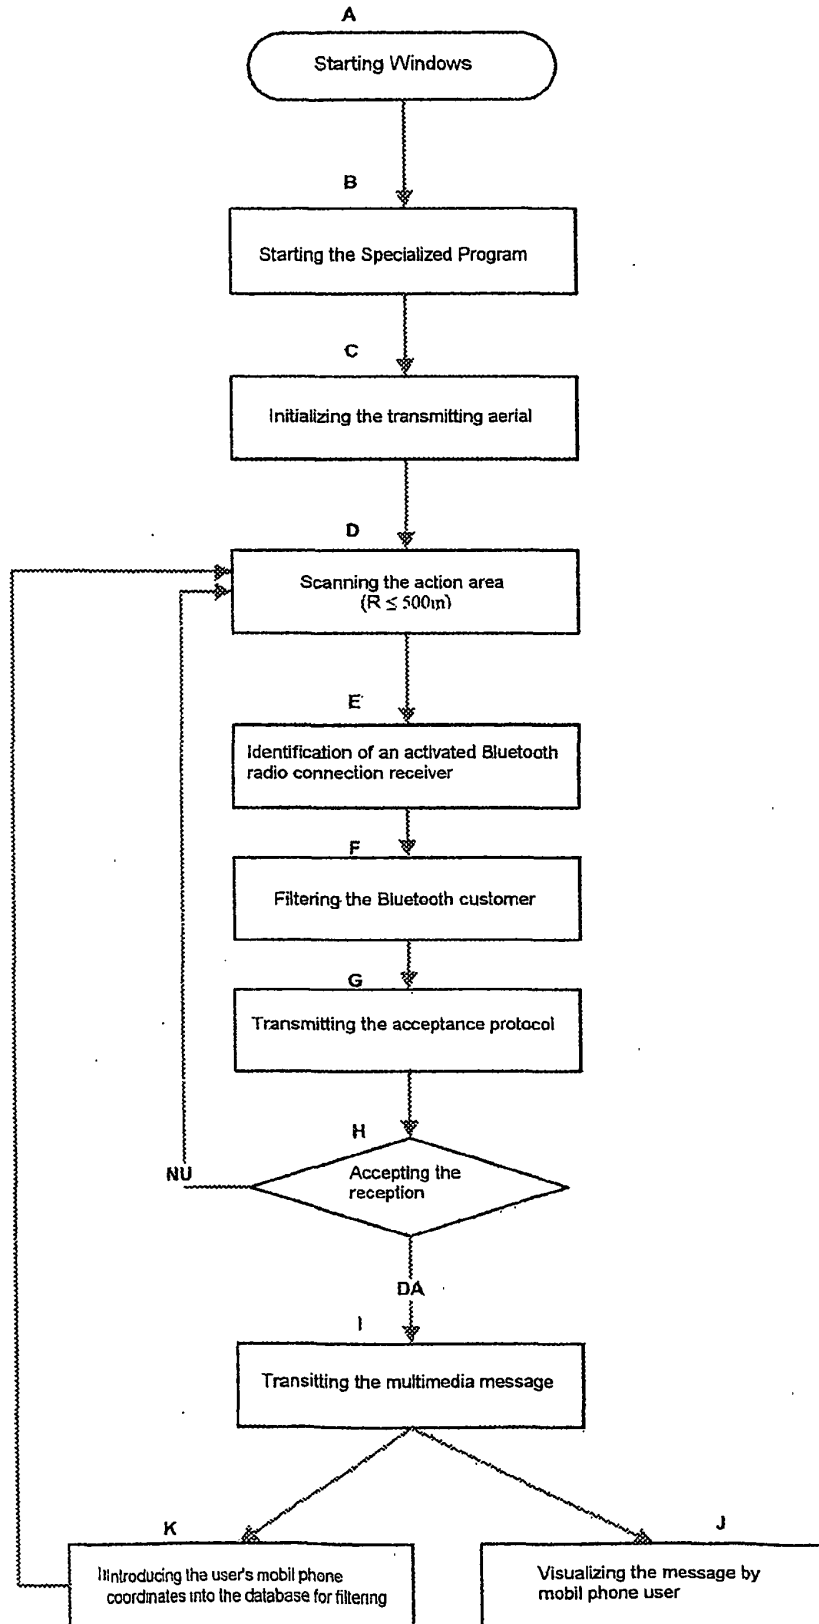 A
Starting Windows
B
Starting the Specialized Program
C
Initializing the transmitting aerial
D
Scanning the action area
(R ≤ 500m)
E
Identification of an activated Bluetooth
radio connection receiver
F
Filtering the Bluetooth customer
G
Transmitting the acceptance protocol
H
Accepting the
reception
NU
DA
I
Transitting the multimedia message
K
Introducing the user's mobil phone
coordinates into the database for filtering
J
Visualizing the message by
mobil phone user